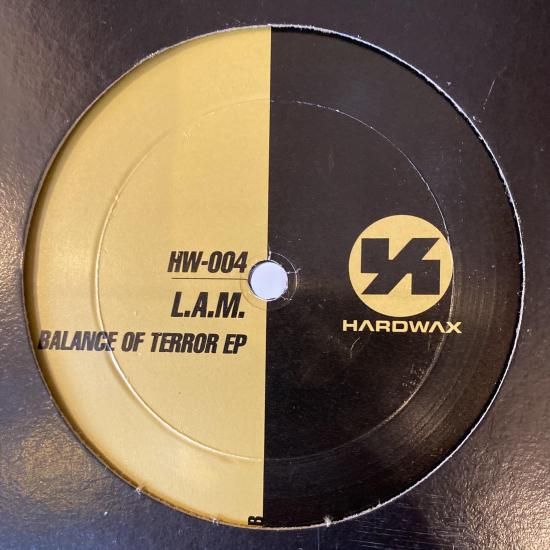 HW-004
L.A.M.
BALANCE OF TERROR EP
HARDWAX
B